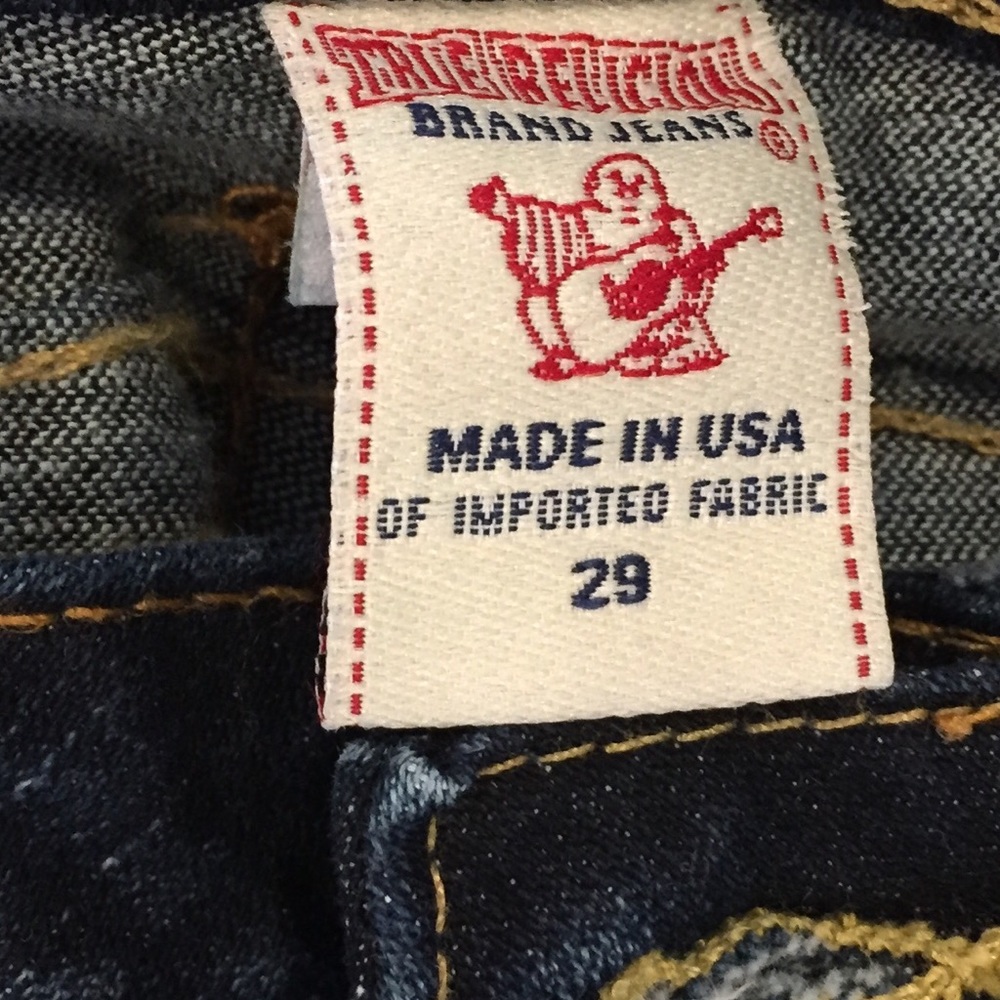 TRUE RELIGION
BRAND JEANS
®
MADE IN USA
OF IMPORTED FABRIC
29